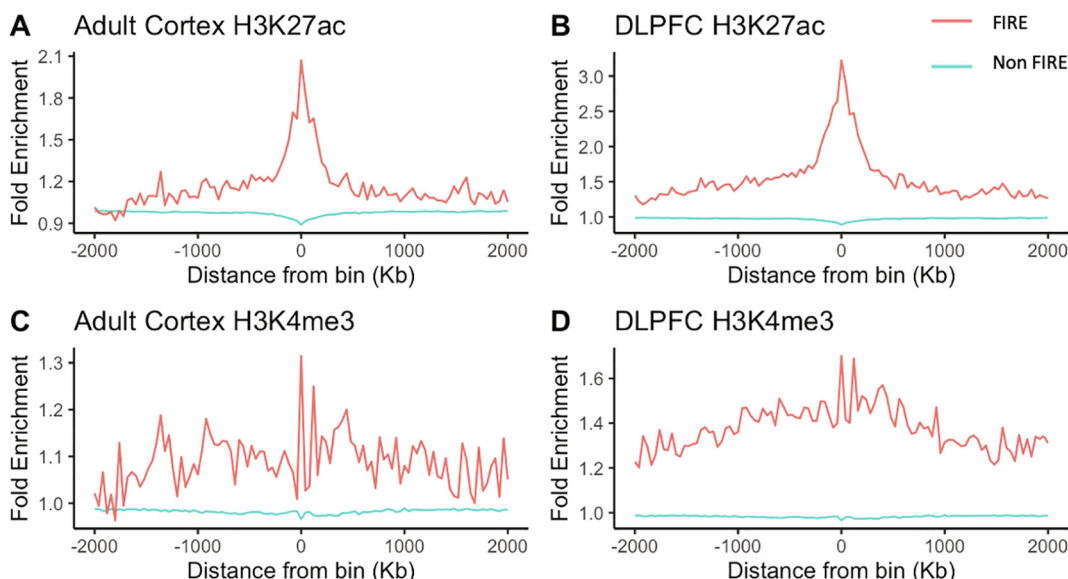 A Adult Cortex H3K27ac
Fold Enrichment
2.1
1.8
1.5
1.2
0.9
-2000 -1000 0 1000 2000
Distance from bin (Kb)
B DLPFC H3K27ac
FIRE
Non FIRE
Fold Enrichment
3.0
2.5
2.0
1.5
1.0
-2000 -1000 0 1000 2000
Distance from bin (Kb)
C Adult Cortex H3K4me3
Fold Enrichment
1.3
1.2
1.1
1.0
-2000 -1000 0 1000 2000
Distance from bin (Kb)
D DLPFC H3K4me3
Fold Enrichment
1.6
1.4
1.2
1.0
-2000 -1000 0 1000 2000
Distance from bin (Kb)